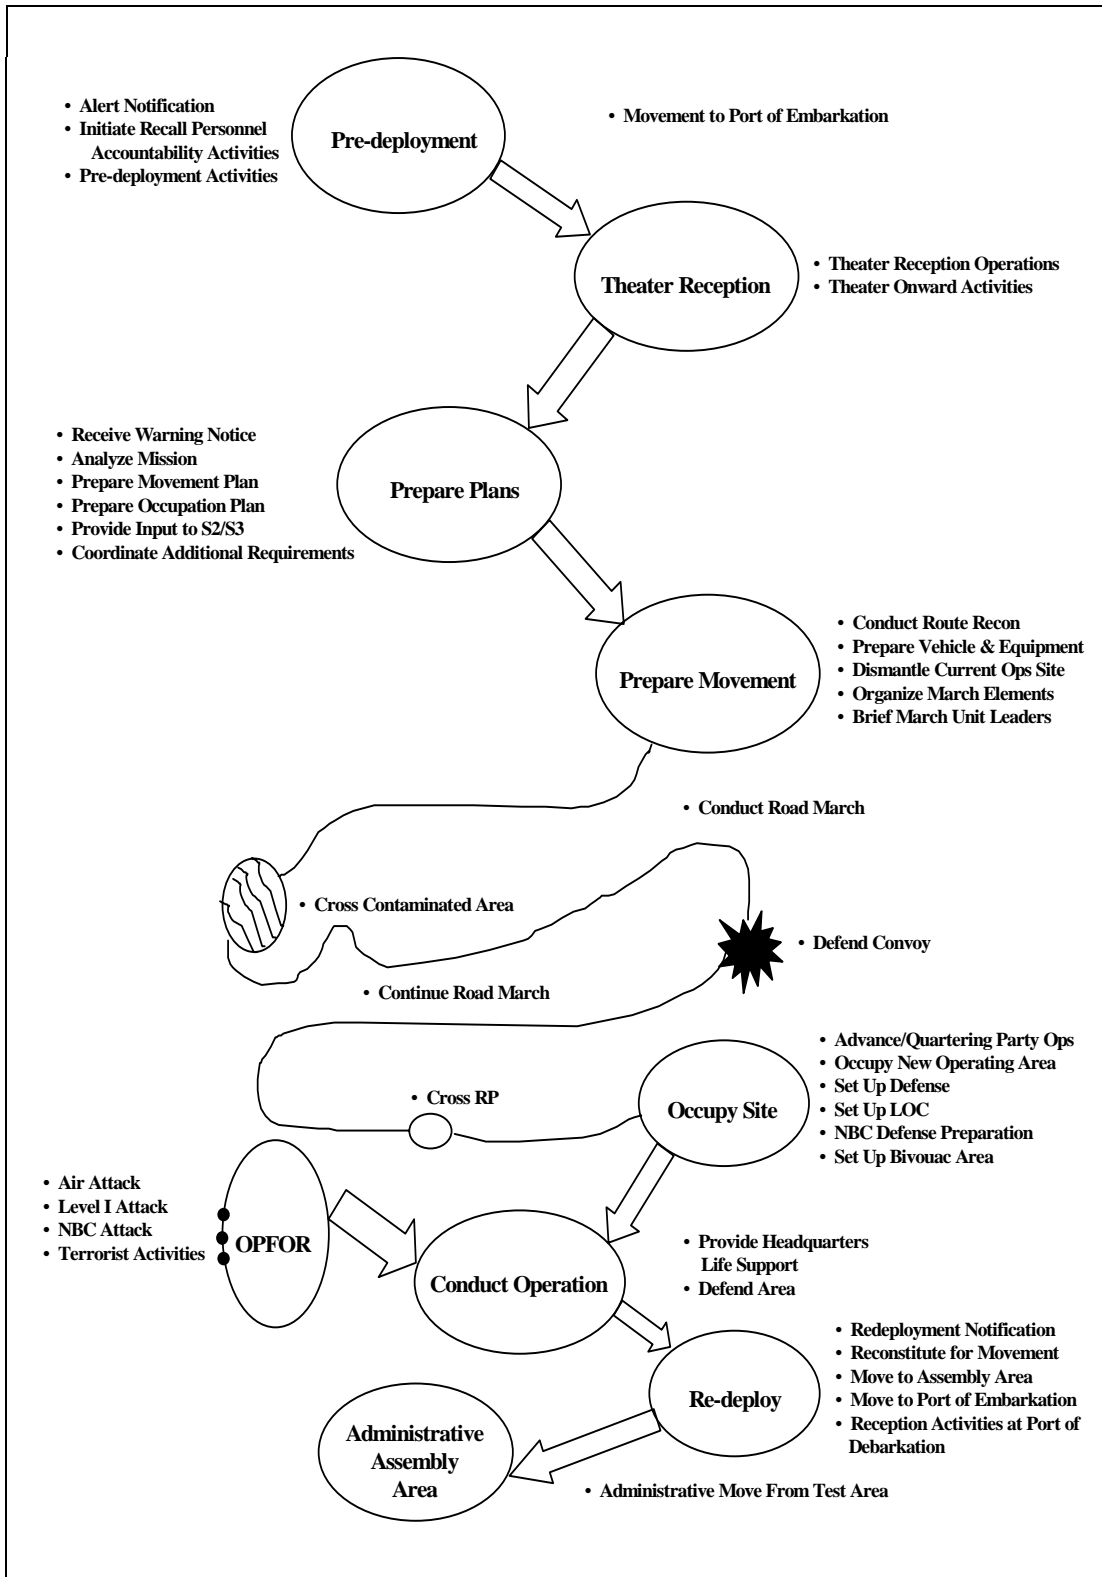 • Alert Notification
• Initiate Recall Personnel
Accountability Activities
• Pre-deployment Activities
Pre-deployment
• Movement to Port of Embarkation
Theater Reception
• Theater Reception Operations
• Theater Onward Activities
• Receive Warning Notice
• Analyze Mission
• Prepare Movement Plan
• Prepare Occupation Plan
• Provide Input to S2/S3
• Coordinate Additional Requirements
Prepare Plans
Prepare Movement
• Conduct Route Recon
• Prepare Vehicle & Equipment
• Dismantle Current Ops Site
• Organize March Elements
• Brief March Unit Leaders
• Conduct Road March
• Cross Contaminated Area
• Defend Convoy
• Continue Road March
• Cross RP
Occupy Site
• Advance/Quartering Party Ops
• Occupy New Operating Area
• Set Up Defense
• Set Up LOC
• NBC Defense Preparation
• Set Up Bivouac Area
• Air Attack
• Level I Attack
• NBC Attack
• Terrorist Activities
OPFOR
Conduct Operation
• Provide Headquarters
Life Support
• Defend Area
Re-deploy
• Redeployment Notification
• Reconstitute for Movement
• Move to Assembly Area
• Move to Port of Embarkation
• Reception Activities at Port of
Debarkation
Administrative
Assembly
Area
• Administrative Move From Test Area